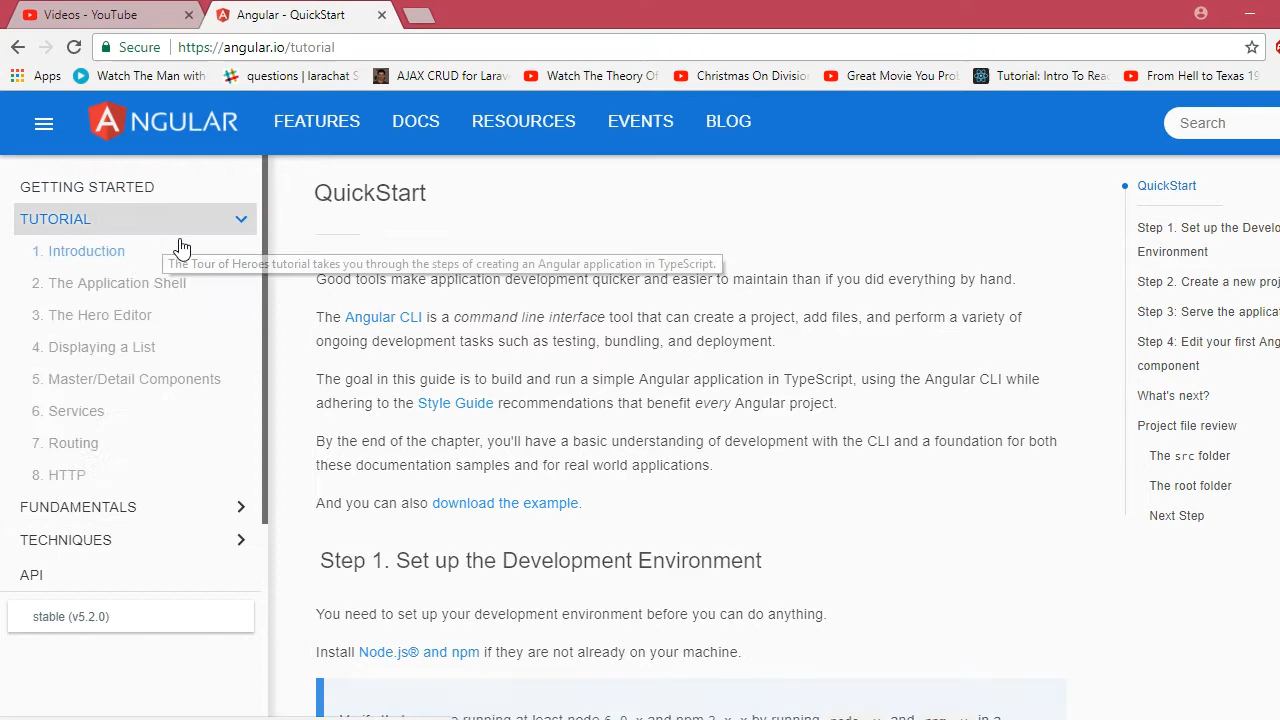 Videos - YouTube
Angular - QuickStart
Secure
https://angular.io/tutorial
Apps
Watch The Man with
questions | larachat S
AJAX CRUD for Larav
Watch The Theory Of
Christmas On Divisio
Great Movie You Pro
Tutorial: Intro To Rea
From Hell to Texas 19
ANGULAR
FEATURES
DOCS
RESOURCES
EVENTS
BLOG
Search
GETTING STARTED
TUTORIAL
1. Introduction
2. The Application Shell
3. The Hero Editor
4. Displaying a List
5. Master/Detail Components
6. Services
7. Routing
8. HTTP
FUNDAMENTALS
TECHNIQUES
API
stable (v5.2.0)
The Tour of Heroes tutorial takes you through the steps of creating an Angular application in TypeScript.
QuickStart
Good tools make application development quicker and easier to maintain than if you did everything by hand.
The Angular CLI is a command line interface tool that can create a project, add files, and perform a variety of
ongoing development tasks such as testing, bundling, and deployment.
The goal in this guide is to build and run a simple Angular application in TypeScript, using the Angular CLI while
adhering to the Style Guide recommendations that benefit every Angular project.
By the end of the chapter, you'll have a basic understanding of development with the CLI and a foundation for both
these documentation samples and for real world applications.
And you can also download the example.
Step 1. Set up the Development Environment
You need to set up your development environment before you can do anything.
Install Node.js® and npm if they are not already on your machine.
QuickStart
Step 1. Set up the Develo
Environment
Step 2. Create a new proj
Step 3: Serve the applica
Step 4: Edit your first Ang
component
What's next?
Project file review
The src folder
The root folder
Next Step